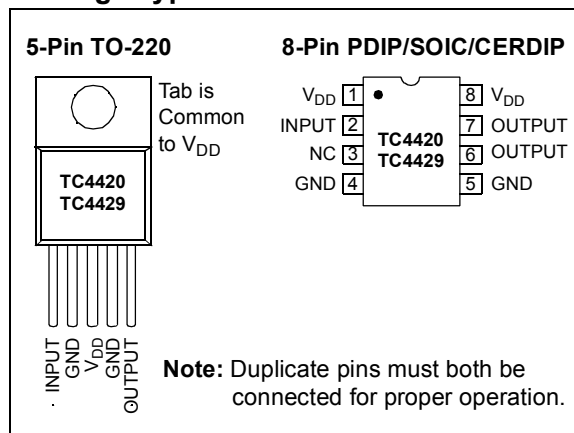 5-Pin TO-220
Tab is
Common
to VDD
TC4420
TC4429
INPUT
GND
VDD
GND
OUTPUT
8-Pin PDIP/SOIC/CERDIP
VDD 1
INPUT 2
NC 3
GND 4
TC4420
TC4429
8 VDD
7 OUTPUT
6 OUTPUT
5 GND
Note: Duplicate pins must both be
connected for proper operation.